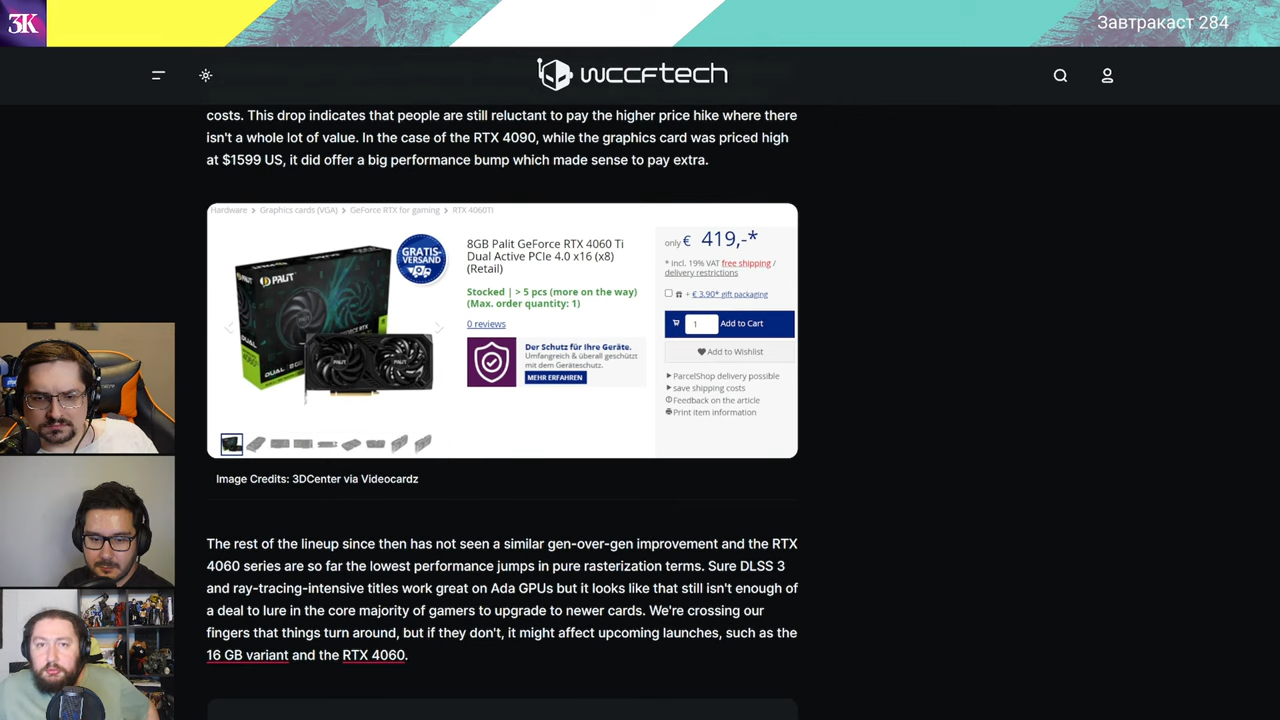 3K
Завтракаст 284
wccftech
costs. This drop indicates that people are still reluctant to pay the higher price hike where there
isn't a whole lot of value. In the case of the RTX 4090, while the graphics card was priced high
at $1599 US, it did offer a big performance bump which made sense to pay extra.
Hardware > Graphics cards (VGA) > GeForce RTX for gaming > RTX 4060TI
GRATIS-
VERSAND
PALIT
8GB Palit GeForce RTX 4060 Ti
Dual Active PCIe 4.0 x16 (x8)
(Retail)
Stocked | > 5 pcs (more on the way)
(Max. order quantity: 1)
0 reviews
Der Schutz für Ihre Geräte.
Umfangreich & überall geschützt
mit dem Geräteschutz.
MEHR ERFAHREN
only € 419,-*
* incl. 19% VAT free shipping /
delivery restrictions
+ € 3.90* gift packaging
1 Add to Cart
Add to Wishlist
ParcelShop delivery possible
save shipping costs
Feedback on the article
Print item information
Image Credits: 3DCenter via Videocardz
The rest of the lineup since then has not seen a similar gen-over-gen improvement and the RTX
4060 series are so far the lowest performance jumps in pure rasterization terms. Sure DLSS 3
and ray-tracing-intensive titles work great on Ada GPUs but it looks like that still isn't enough of
a deal to lure in the core majority of gamers to upgrade to newer cards. We're crossing our
fingers that things turn around, but if they don't, it might affect upcoming launches, such as the
16 GB variant and the RTX 4060.